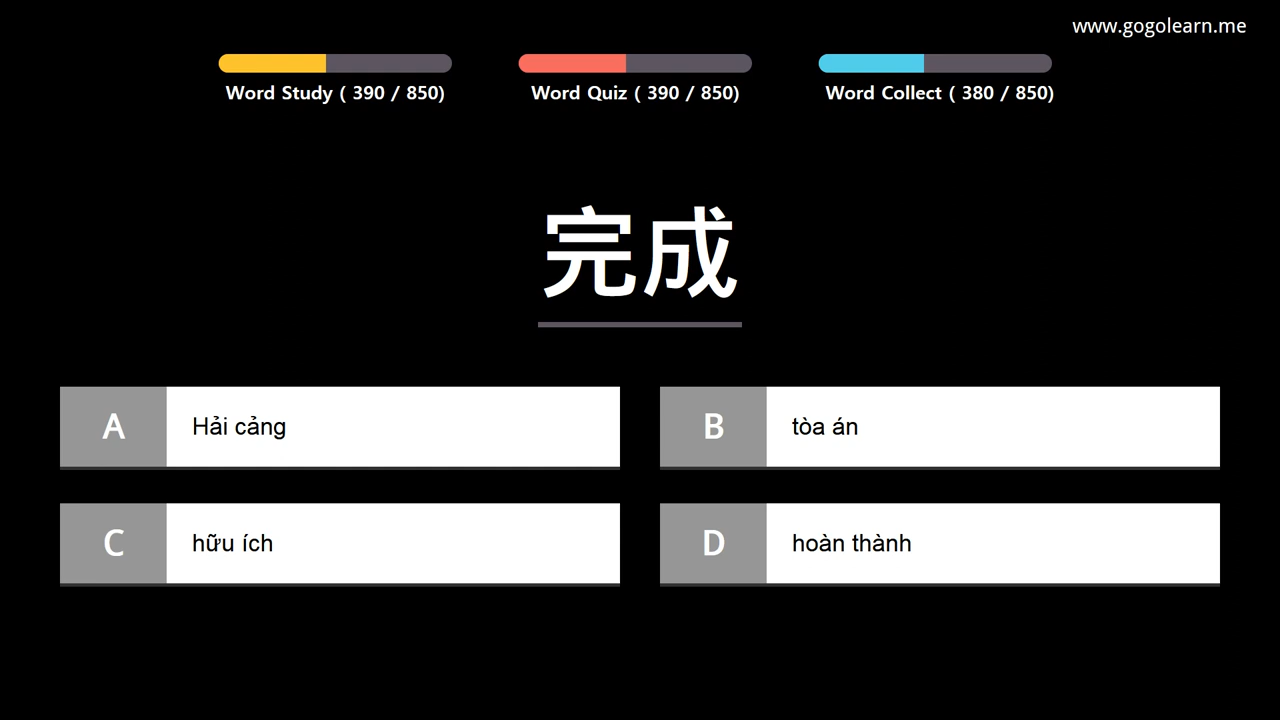 www.gogolearn.me
Word Study ( 390 / 850)
Word Quiz ( 390 / 850)
Word Collect ( 380 / 850)
完成
A Hải cảng
B tòa án
C hữu ích
D hoàn thành